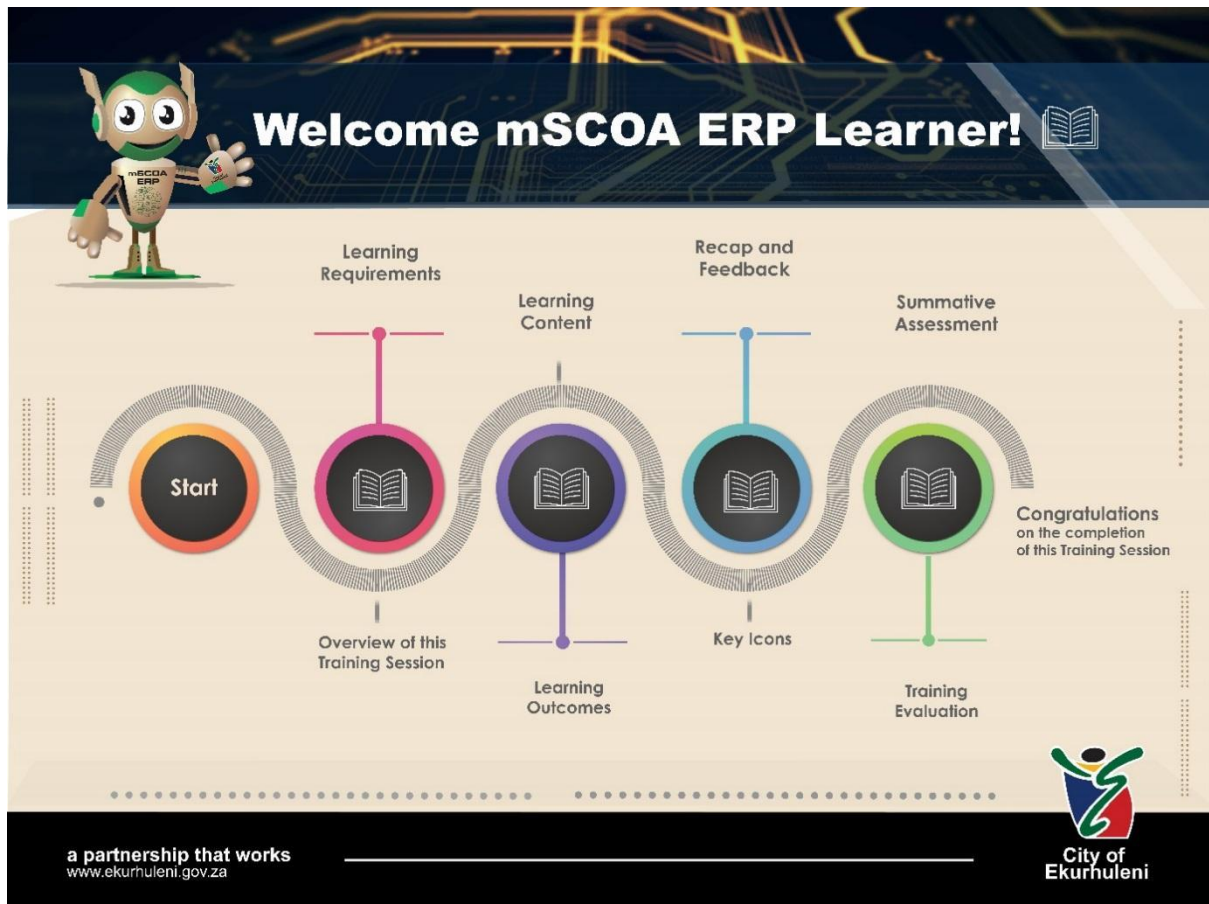 Welcome mSCOA ERP Learner!
mSCOA
ERP
Learning
Requirements
Learning
Content
Recap and
Feedback
Summative
Assessment
Start
Congratulations
on the completion
of this Training Session
Overview of this
Training Session
Learning
Outcomes
Key Icons
Training
Evaluation
a partnership that works
www.ekurhuleni.gov.za
City of
Ekurhuleni